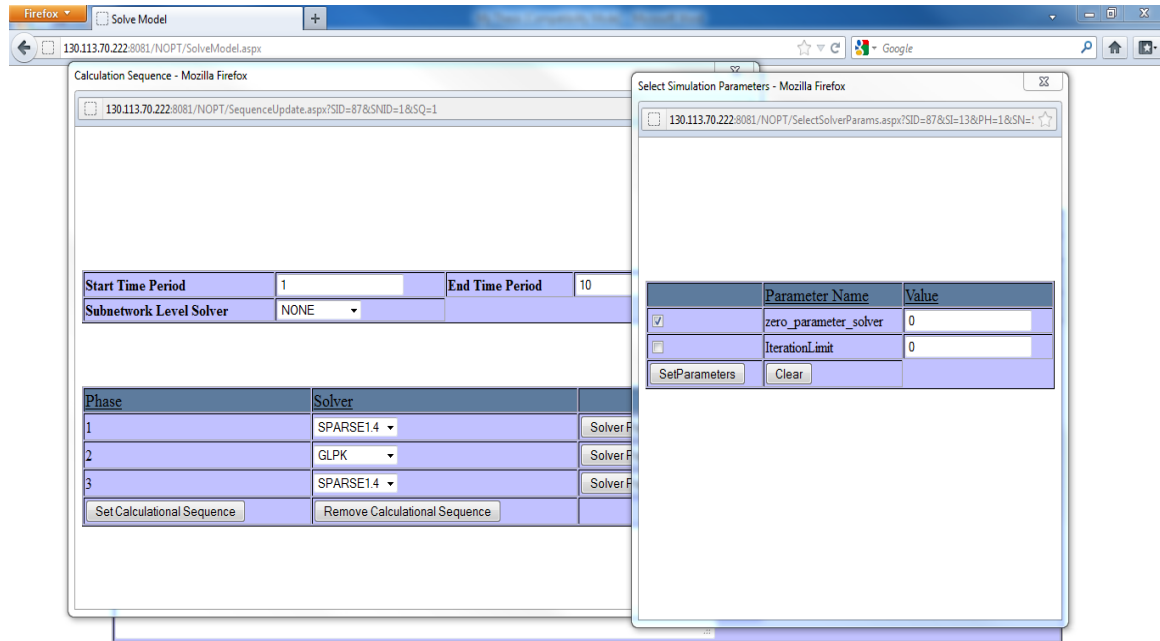 Firefox
Solve Model
+
130.113.70.222:8081/NOPT/SolveModel.aspx
Google
Calculation Sequence - Mozilla Firefox
130.113.70.222:8081/NOPT/SequenceUpdate.aspx?SID=87&SNID=1&SQ=1
Start Time Period 1 End Time Period 10
Subnetwork Level Solver NONE
Phase Solver
1 SPARSE1.4 Solver
2 GLPK Solver
3 SPARSE1.4 Solver
Set Calculational Sequence Remove Calculational Sequence
Select Simulation Parameters - Mozilla Firefox
130.113.70.222:8081/NOPT/SelectSolverParams.aspx?SID=87&SI=13&PH=1&SN=
Parameter Name Value
zero_parameter_solver 0
IterationLimit 0
SetParameters Clear